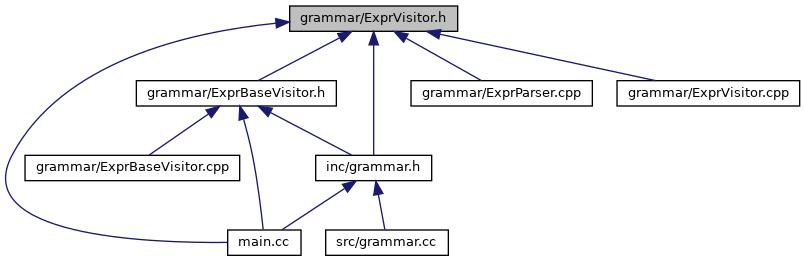 grammar/ExprVisitor.h
grammar/ExprBaseVisitor.h
grammar/ExprParser.cpp
grammar/ExprVisitor.cpp
grammar/ExprBaseVisitor.cpp
inc/grammar.h
main.cc
src/grammar.cc